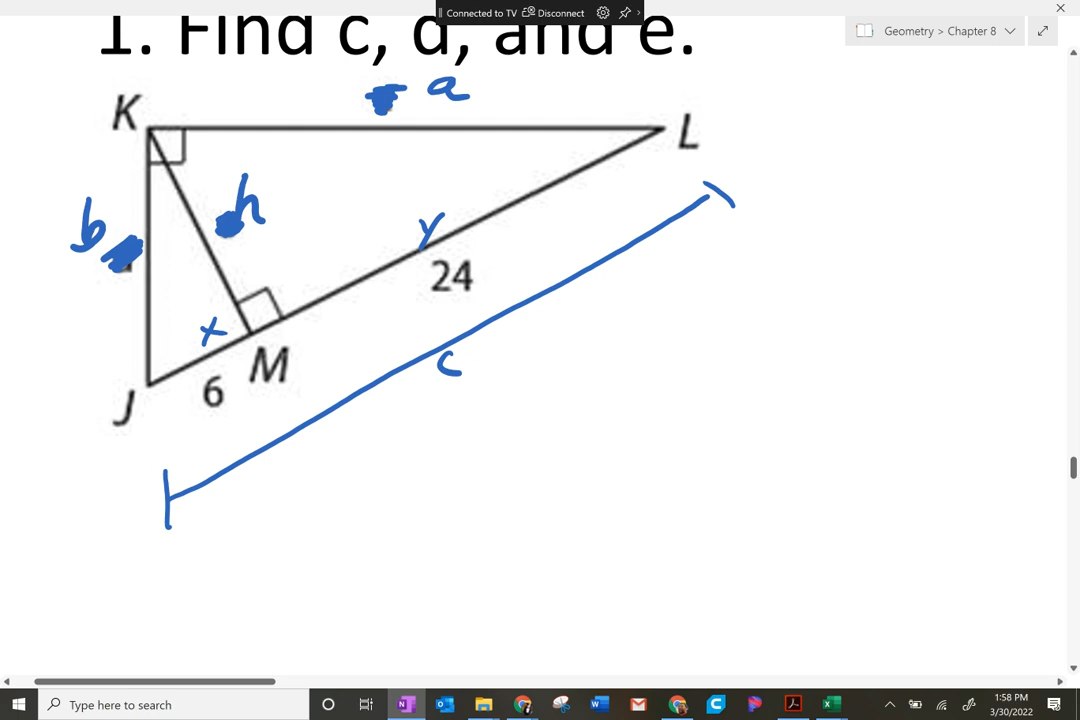 Connected to TV Disconnect
1. Find c, d, and e.
Geometry > Chapter 8
a
K
L
b
h
y
24
x
M
6
J
c
Type here to search
1:58 PM
3/30/2022